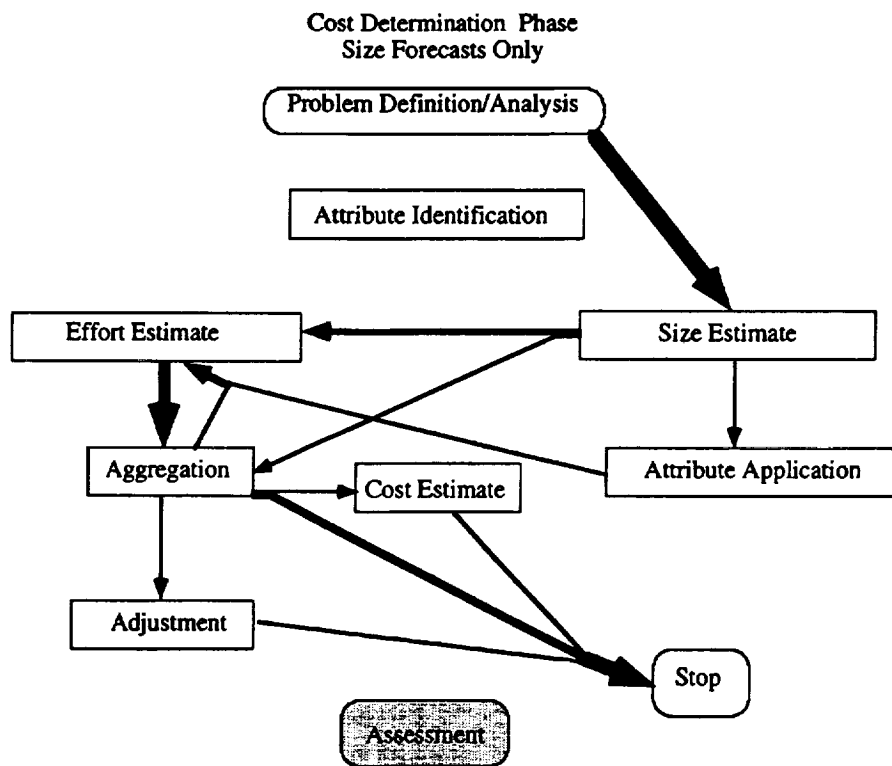 Cost Determination Phase
Size Forecasts Only
Problem Definition/Analysis
Attribute Identification
Effort Estimate
Size Estimate
Aggregation
Cost Estimate
Attribute Application
Adjustment
Stop
Assessment